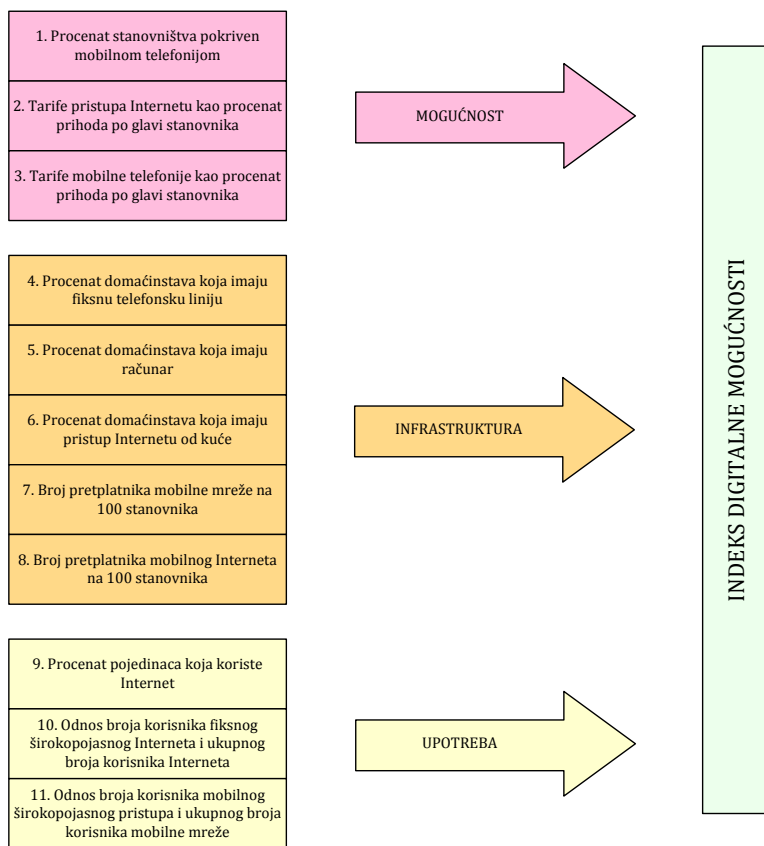 1. Procenat stanovništva pokriven
mobilnom telefonijom
2. Tarife pristupa Internetu kao procenat
prihoda po glavi stanovnika
3. Tarife mobilne telefonije kao procenat
prihoda po glavi stanovnika
MOGUĆNOST
4. Procenat domaćinstava koja imaju
fiksnu telefonsku liniju
5. Procenat domaćinstava koja imaju
računar
6. Procenat domaćinstava koja imaju
pristup Internetu od kuće
7. Broj pretplatnika mobilne mreže na
100 stanovnika
8. Broj pretplatnika mobilnog Interneta
na 100 stanovnika
INFRASTRUKTURA
9. Procenat pojedinaca koja koriste
Internet
10. Odnos broja korisnika fiksnog
širokopojasnog Interneta i ukupnog
broja korisnika Interneta
11. Odnos broja korisnika mobilnog
širokopojasnog pristupa i ukupnog broja
korisnika mobilne mreže
UPOTREBA
INDEKS DIGITALNE MOGUĆNOSTI